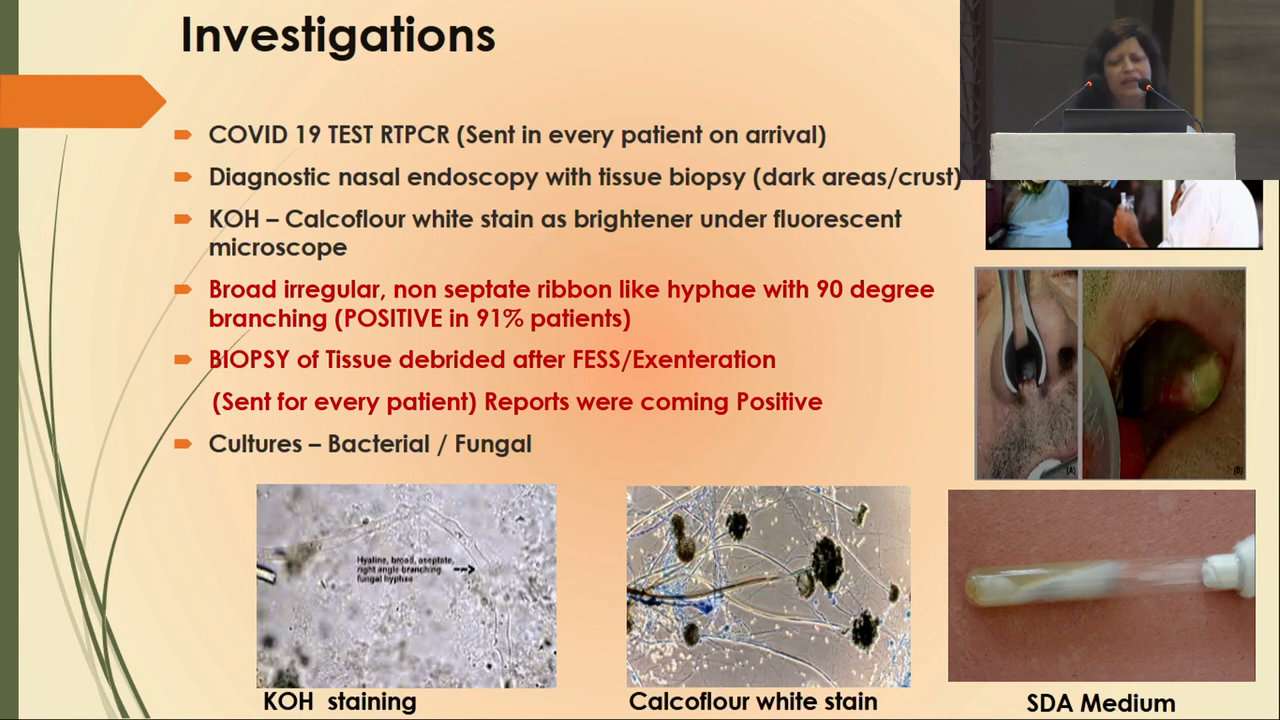 Investigations
COVID 19 TEST RTPCR (Sent in every patient on arrival)
Diagnostic nasal endoscopy with tissue biopsy (dark areas/crust)
KOH – Calcoflour white stain as brightener under fluorescent
microscope
Broad irregular, non septate ribbon like hyphae with 90 degree
branching (POSITIVE in 91% patients)
BIOPSY of Tissue debrided after FESS/Exenteration
(Sent for every patient) Reports were coming Positive
Cultures – Bacterial / Fungal
Hyaline, broad, aseptate,
right angle branching
fungal hyphae
(A)
(B)
KOH staining
Calcoflour white stain
SDA Medium